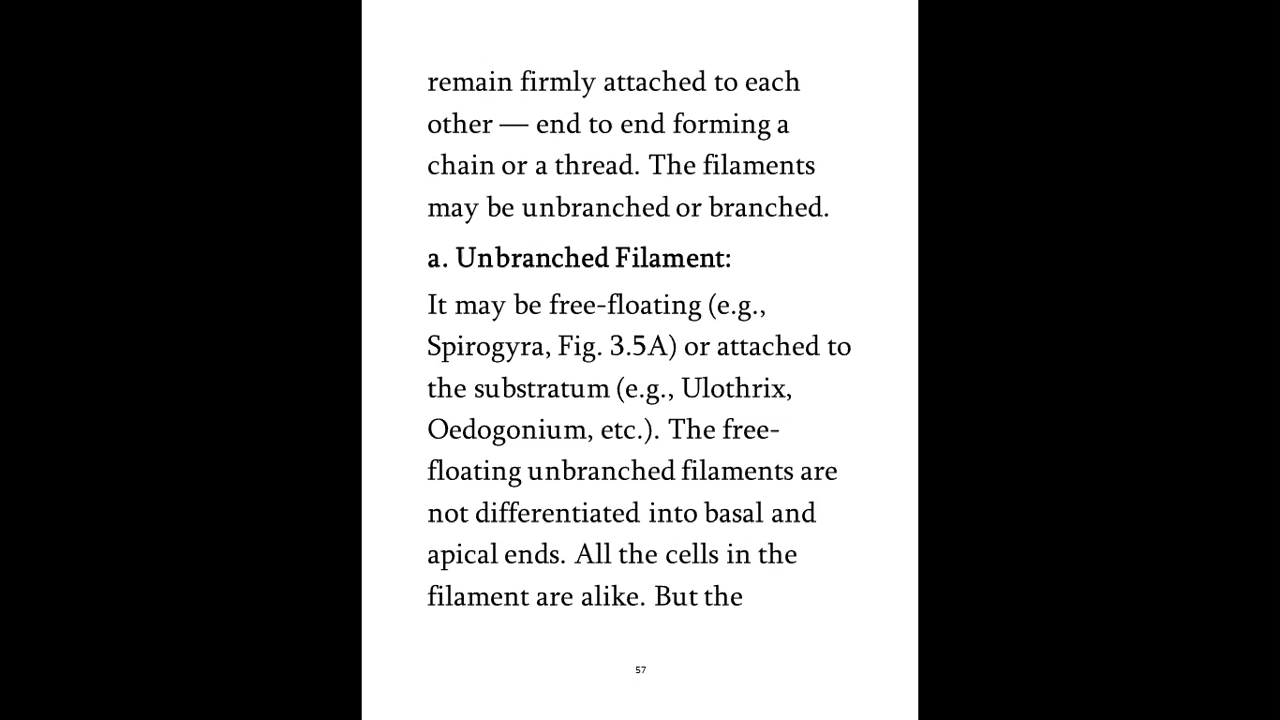 remain firmly attached to each
other — end to end forming a
chain or a thread. The filaments
may be unbranched or branched.
a. Unbranched Filament:
It may be free-floating (e.g.,
Spirogyra, Fig. 3.5A) or attached to
the substratum (e.g., Ulothrix,
Oedogonium, etc.). The free-
floating unbranched filaments are
not differentiated into basal and
apical ends. All the cells in the
filament are alike. But the
57